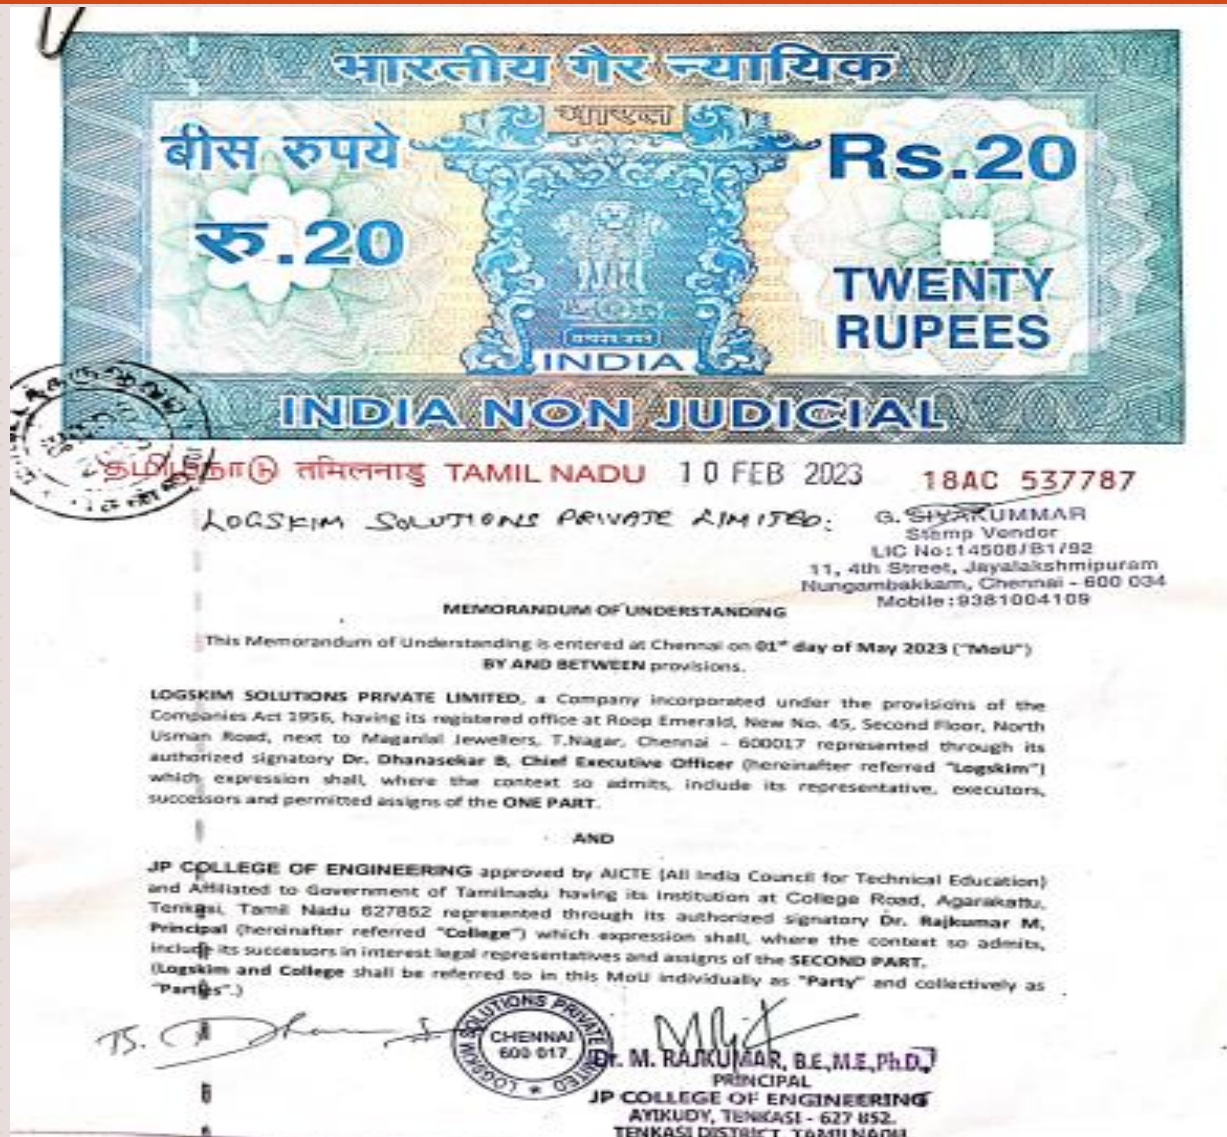 भारतीय गैर न्यायिक
भारत
बीस रुपये
रु.20
Rs.20
TWENTY
RUPEES
INDIA
INDIA NON JUDICIAL
தமிழ்நாடு तमिलनाडु TAMIL NADU 10 FEB 2023
18AC 537787
LOGSKIM SOLUTIONS PRIVATE LIMITED.
G. SIVAKUMMAR
Stamp Vendor
LIC No:14508/B1/92
11, 4th Street, Jayalakshmipuram
Nungambakkam, Chennai - 600 034
Mobile:9381004109
MEMORANDUM OF UNDERSTANDING
This Memorandum of Understanding is entered at Chennai on 01st day of May 2023 ("MoU")
BY AND BETWEEN provisions.
LOGSKIM SOLUTIONS PRIVATE LIMITED, a Company incorporated under the provisions of the
Companies Act 1956, having its registered office at Roop Emerald, New No. 45, Second Floor, North
Usman Road, next to Maganlal Jewellers, T.Nagar, Chennai - 600017 represented through its
authorized signatory Dr. Dhanasekar B, Chief Executive Officer (hereinafter referred "Logskim")
which expression shall, where the context so admits, include its representative, executors,
successors and permitted assigns of the ONE PART.
AND
JP COLLEGE OF ENGINEERING approved by AICTE (All India Council for Technical Education)
and Affiliated to Government of Tamilnadu having its Institution at College Road, Agarakattu,
Tenkasi, Tamil Nadu 627852 represented through its authorized signatory Dr. Rajkumar M,
Principal (hereinafter referred "College") which expression shall, where the context so admits,
include its successors in interest legal representatives and assigns of the SECOND PART.
(Logskim and College shall be referred to in this MoU individually as "Party" and collectively as
"Parties".)
LOGSKIM SOLUTIONS PRIVATE LIMITED
CHENNAI
600 017
Dr. M. RAJKUMAR, B.E.,M.E.,Ph.D.,
PRINCIPAL
JP COLLEGE OF ENGINEERING
AYIKUDY, TENKASI - 627 852.
TENKASI DISTRICT, TAMILNADU